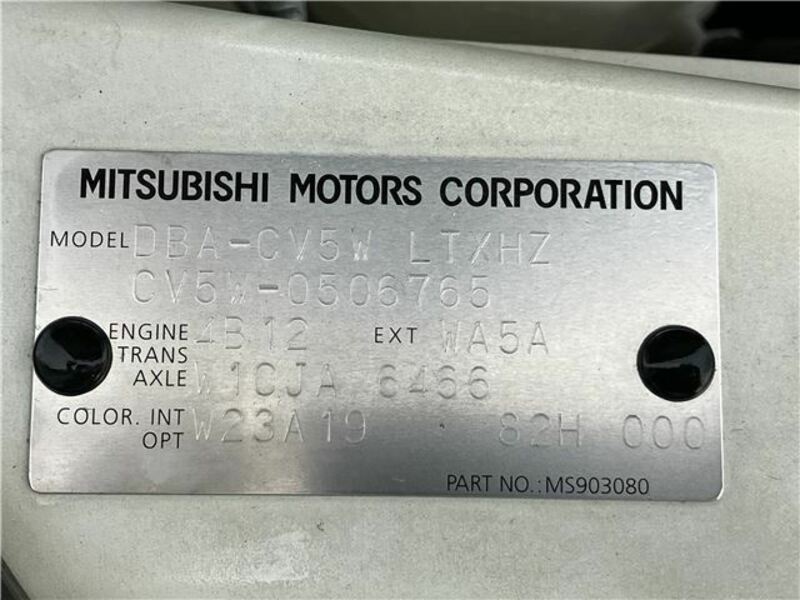 MITSUBISHI MOTORS CORPORATION
MODEL DBA-CV5W LTXHZ
CV5W-0506765
ENGINE 4B12 EXT WA5A
TRANS
AXLE W1CJA 6466
COLOR. INT W23A19 82H 000
OPT
PART NO.:MS903080